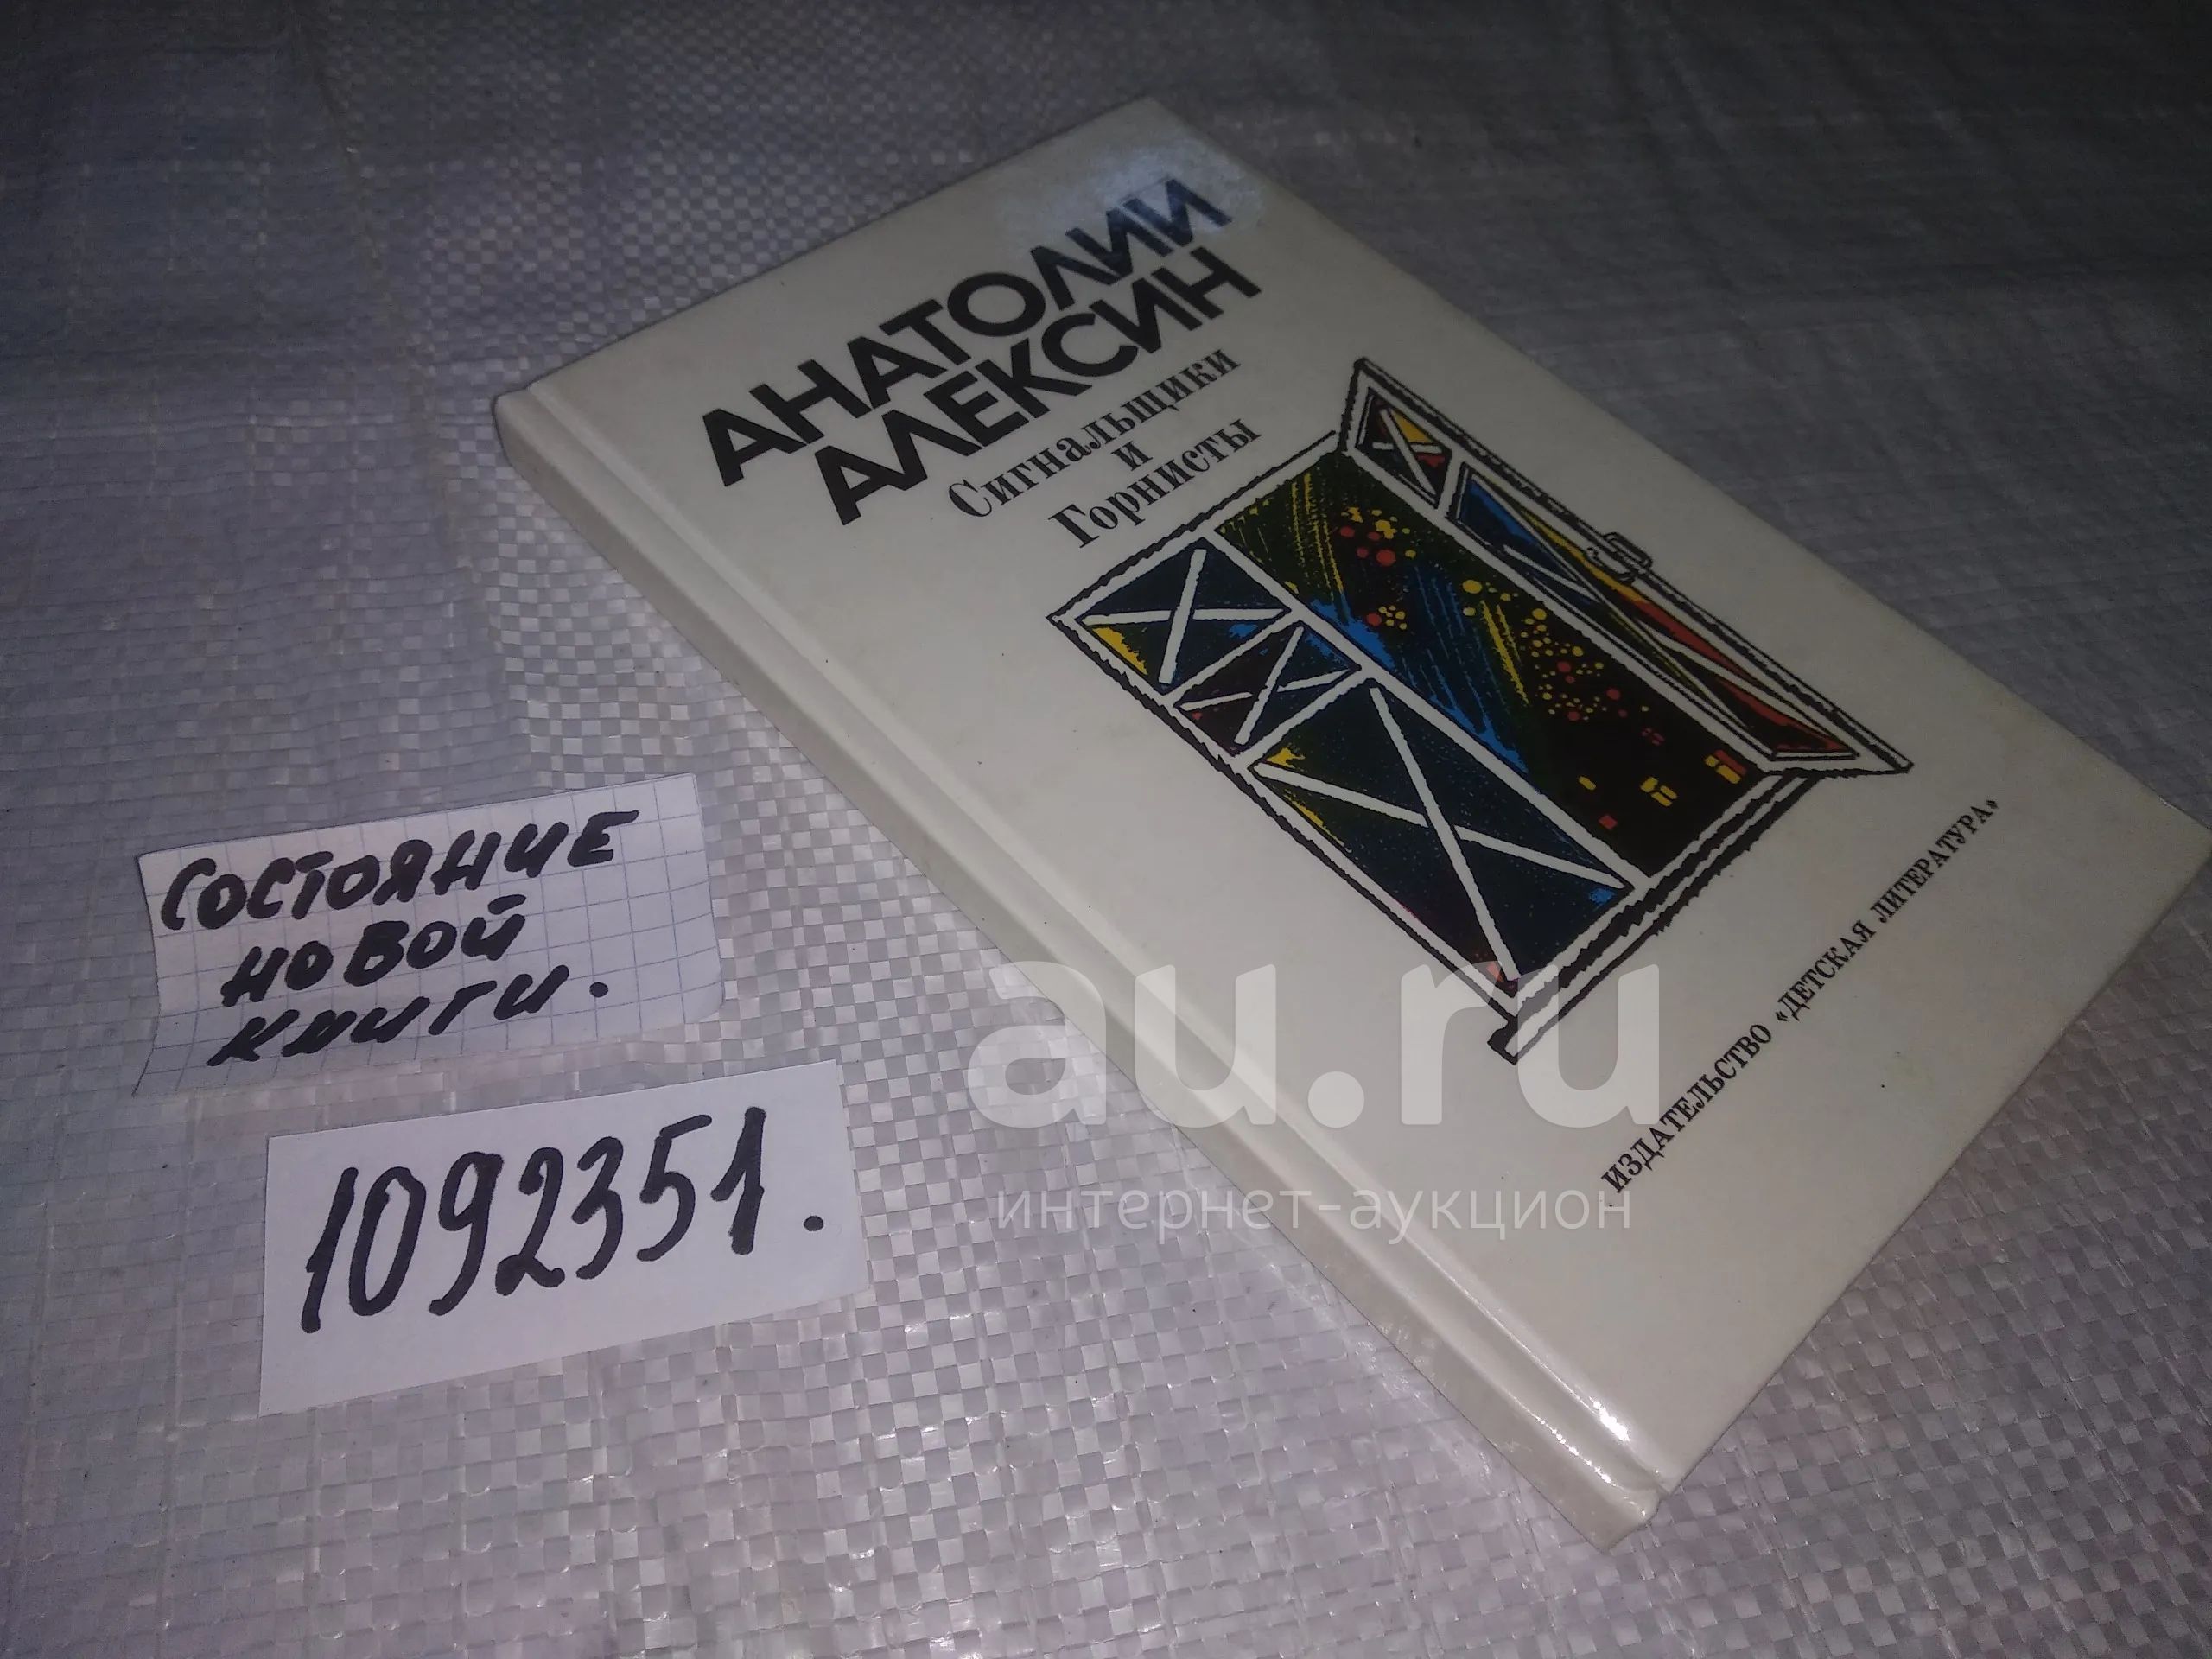 АНАТОЛИЙ
АЛЕКСИН
Сигнальщики
и
Горнисты
ИЗДАТЕЛЬСТВО «ДЕТСКАЯ ЛИТЕРАТУРА»
СОСТОЯНИЕ
НОВОЙ
КНИГИ.
1092351.
au.ru
интернет-аукцион